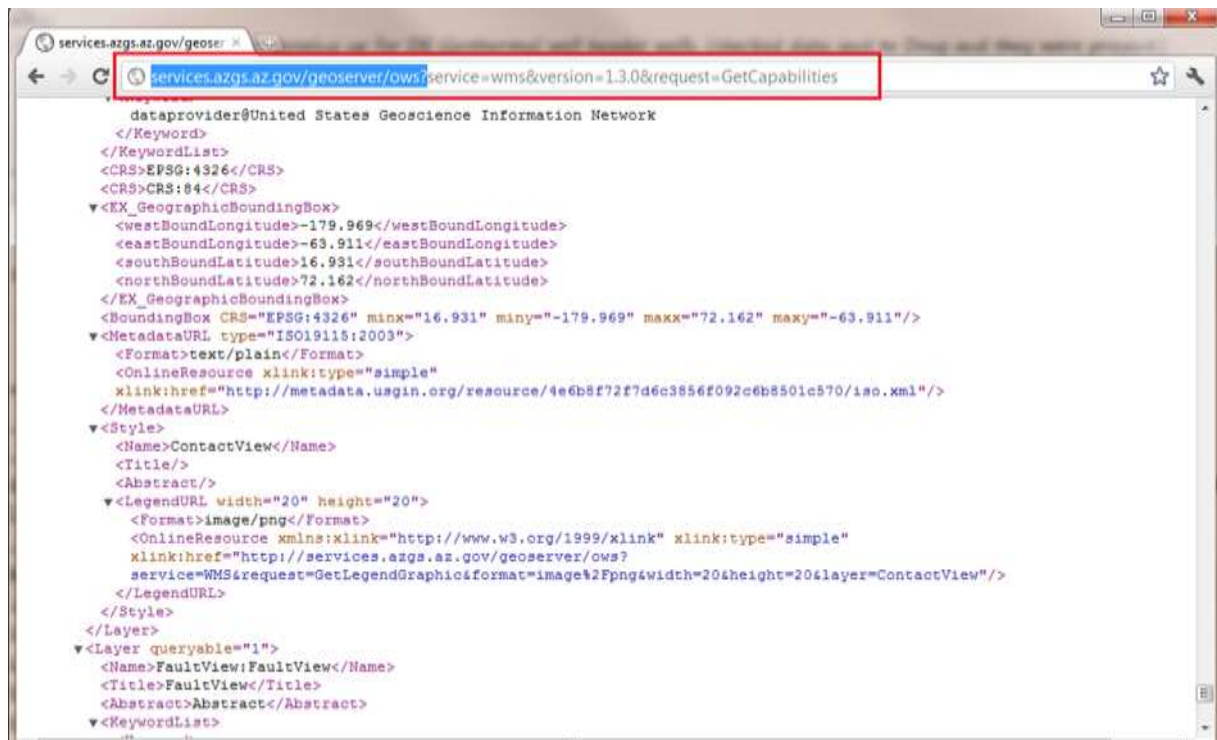 services.azgs.az.gov/geoser
services.azgs.az.gov/geoserver/ows?service=wms&version=1.3.0&request=GetCapabilities
dataprovider@United States Geoscience Information Network
</Keyword>
</KeywordList>
<CRS>EPSG:4326</CRS>
<CRS>CRS:84</CRS>
▼<EX_GeographicBoundingBox>
<westBoundLongitude>-179.969</westBoundLongitude>
<eastBoundLongitude>-63.911</eastBoundLongitude>
<southBoundLatitude>16.931</southBoundLatitude>
<northBoundLatitude>72.162</northBoundLatitude>
</EX_GeographicBoundingBox>
<BoundingBox CRS="EPSG:4326" minx="16.931" miny="-179.969" maxx="72.162" maxy="-63.911"/>
▼<MetadataURL type="ISO19115:2003">
<Format>text/plain</Format>
<OnlineResource xlink:type="simple"
xlink:href="http://metadata.usgin.org/resource/4e6b8f72f7d6c3856f092c6b8501c570/iso.xml"/>
</MetadataURL>
▼<Style>
<Name>ContactView</Name>
<Title/>
<Abstract/>
▼<LegendURL width="20" height="20">
<Format>image/png</Format>
<OnlineResource xmlns:xlink="http://www.w3.org/1999/xlink" xlink:type="simple"
xlink:href="http://services.azgs.az.gov/geoserver/ows?
service=WMS&request=GetLegendGraphic&format=image%2Fpng&width=20&height=20&layer=ContactView"/>
</LegendURL>
</Style>
</Layer>
▼<Layer queryable="1">
<Name>FaultView:FaultView</Name>
<Title>FaultView</Title>
<Abstract>Abstract</Abstract>
▼<KeywordList>